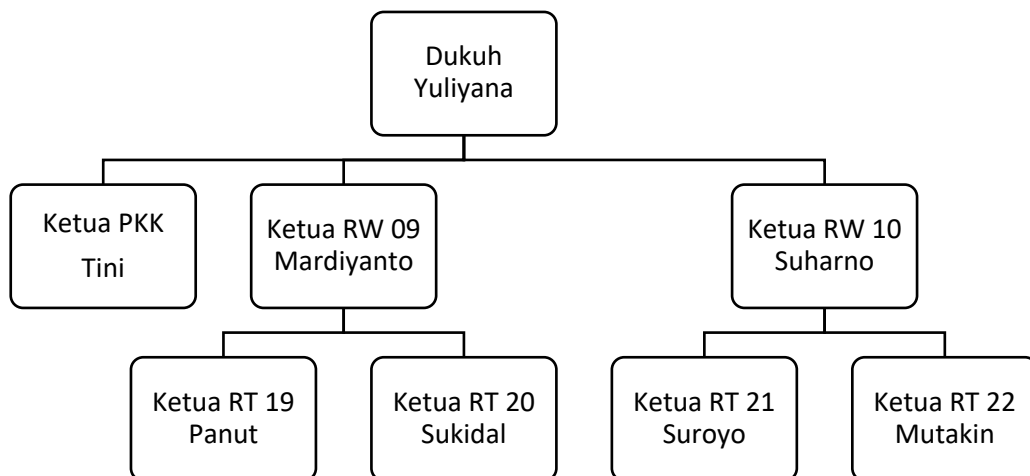 Dukuh
Yuliyana
Ketua PKK
Tini
Ketua RW 09
Mardiyanto
Ketua RW 10
Suharno
Ketua RT 19
Panut
Ketua RT 20
Sukidal
Ketua RT 21
Suroyo
Ketua RT 22
Mutakin